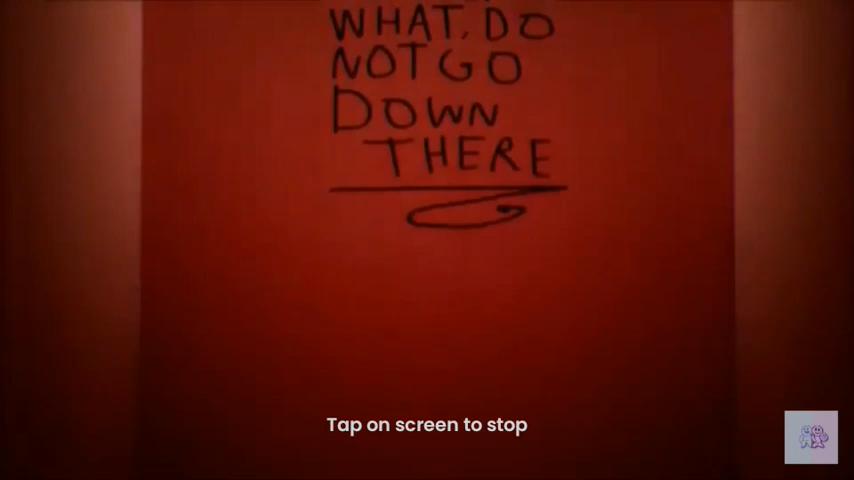 WHAT. DO
NOT GO
DOWN
THERE
Tap on screen to stop